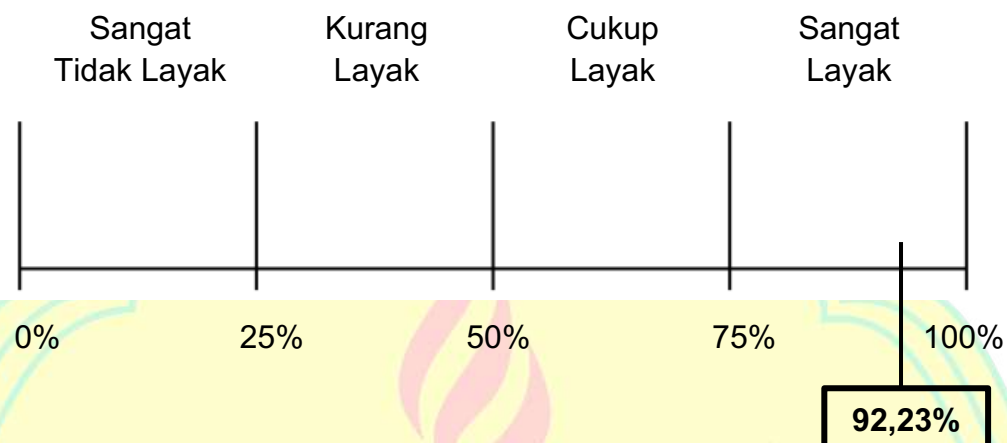 Sangat
Tidak Layak
Kurang
Layak
Cukup
Layak
Sangat
Layak
0%
25%
50%
75%
100%
92,23%